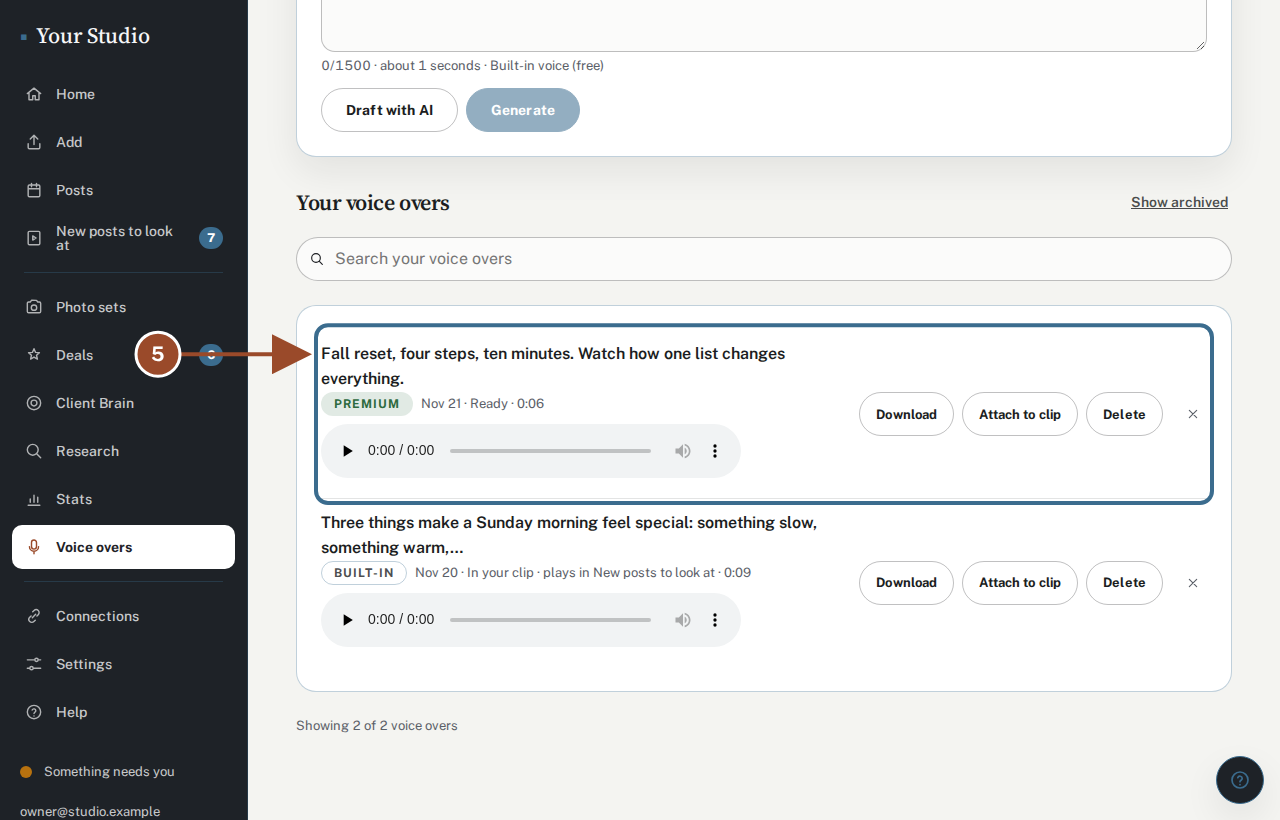 Your Studio
Home
Add
Posts
New posts to look
at
7
Photo sets
Deals
5
Client Brain
Research
Stats
Voice overs
Connections
Settings
Help
Something needs you
owner@studio.example
0/1500 · about 1 seconds · Built-in voice (free)
Draft with AI
Generate
Your voice overs
Show archived
Search your voice overs
Fall reset, four steps, ten minutes. Watch how one list changes
everything.
PREMIUM Nov 21 · Ready · 0:06
0:00 / 0:00
Download
Attach to clip
Delete
Three things make a Sunday morning feel special: something slow,
something warm,...
BUILT-IN Nov 20 · In your clip · plays in New posts to look at · 0:09
0:00 / 0:00
Download
Attach to clip
Delete
Showing 2 of 2 voice overs